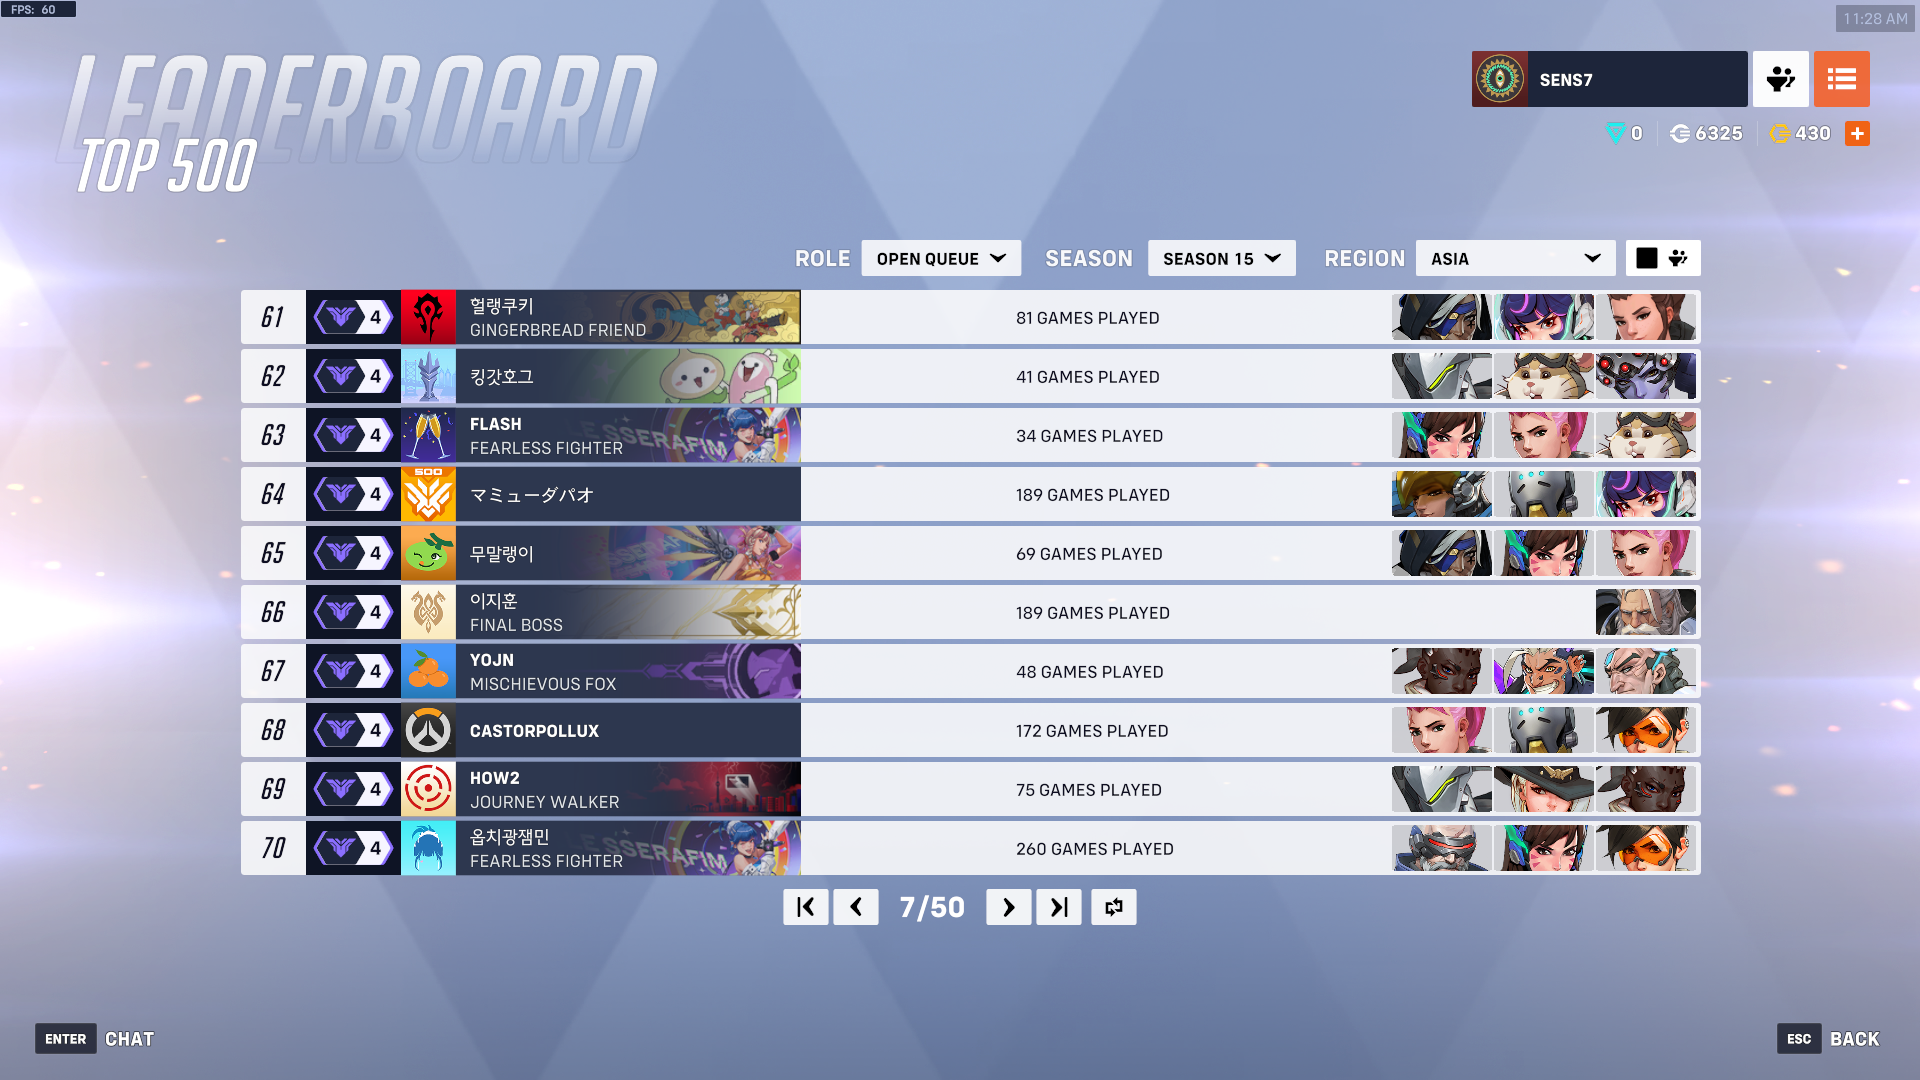 FPS: 60
11:28 AM
LEADERBOARD
TOP 500
SENS7
0
6325
430
ROLE
OPEN QUEUE
SEASON
SEASON 15
REGION
ASIA
61
4
헐랭쿠키
GINGERBREAD FRIEND
81 GAMES PLAYED
62
4
킹갓호그
41 GAMES PLAYED
63
4
FLASH
FEARLESS FIGHTER
ESSERAFIM
34 GAMES PLAYED
64
4
500
マミューダパオ
189 GAMES PLAYED
65
4
무말랭이
69 GAMES PLAYED
66
4
이지훈
FINAL BOSS
189 GAMES PLAYED
67
4
YOJN
MISCHIEVOUS FOX
48 GAMES PLAYED
68
4
CASTORPOLLUX
172 GAMES PLAYED
69
4
HOW2
JOURNEY WALKER
75 GAMES PLAYED
70
4
옵치광잼민
FEARLESS FIGHTER
ESSERAFIM
260 GAMES PLAYED
7/50
ENTER CHAT
ESC BACK